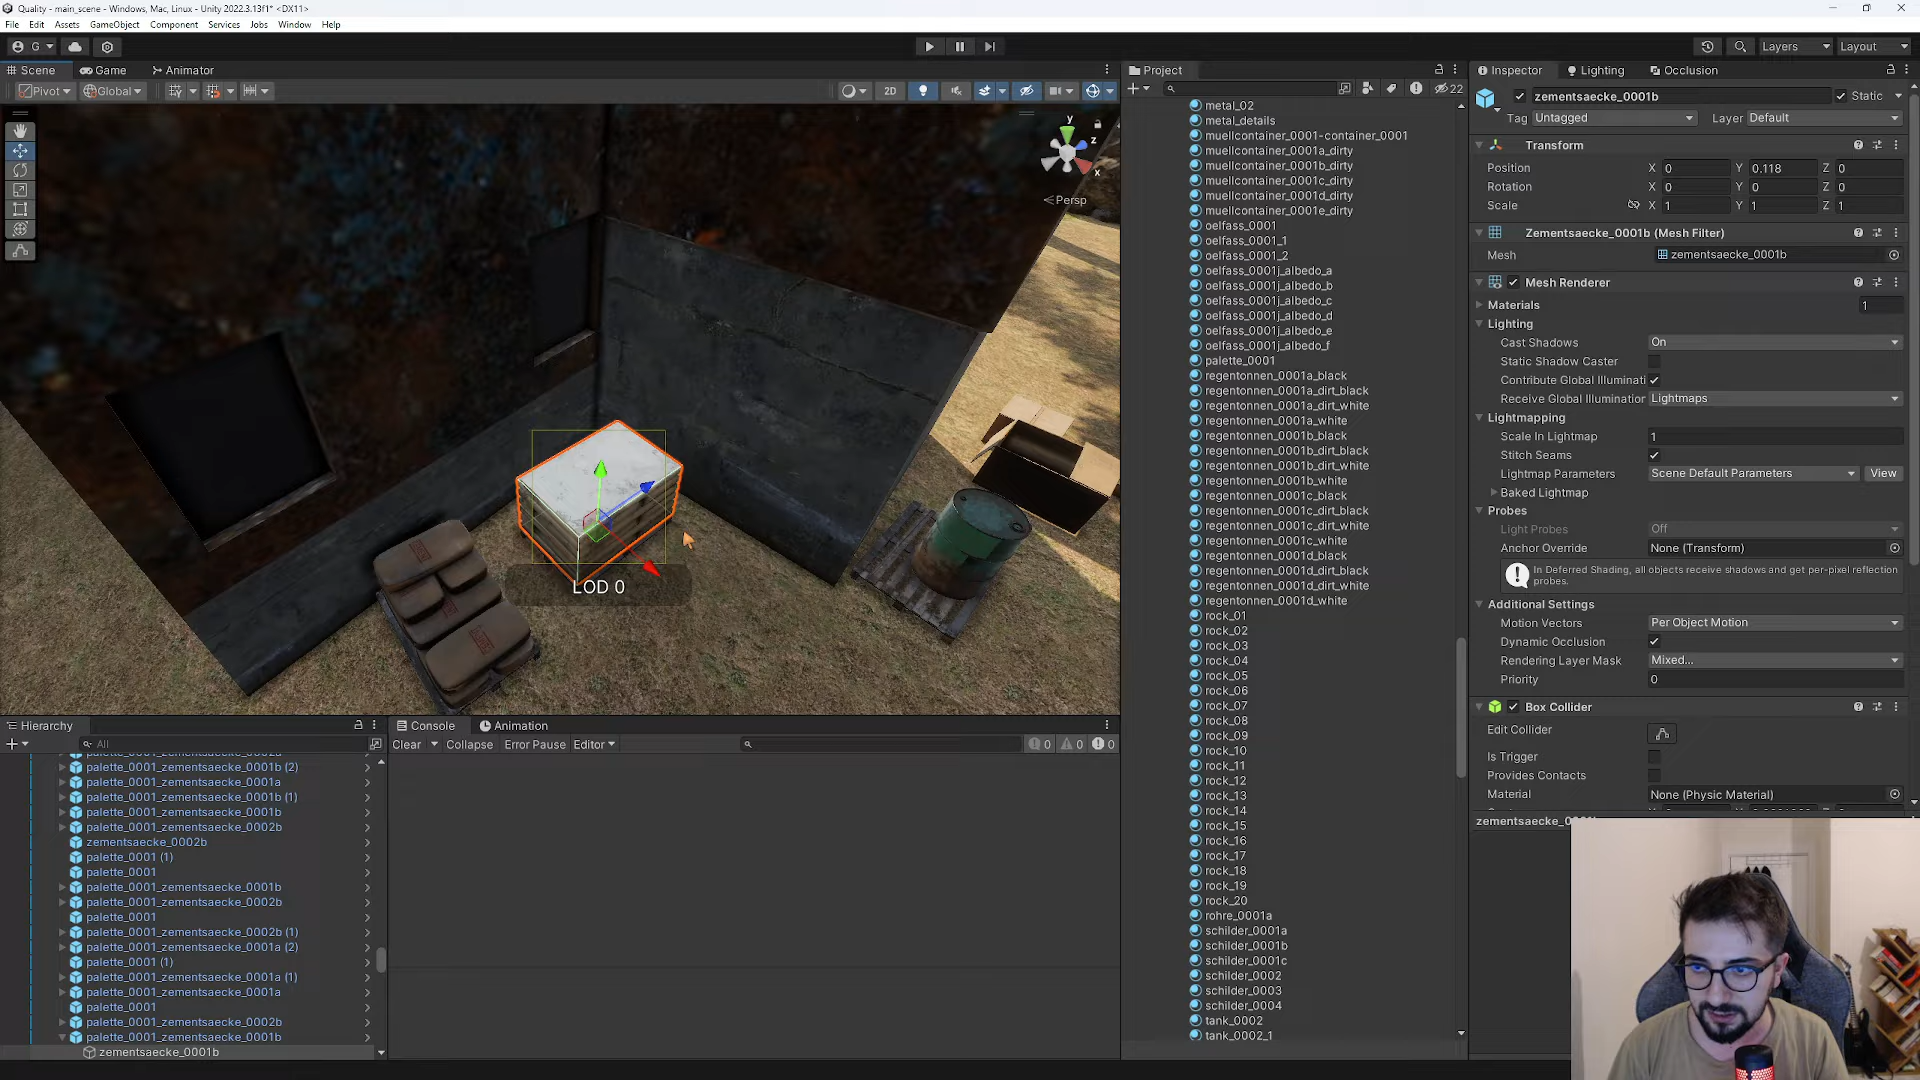 Quality - main_scene - Windows, Mac, Linux - Unity 2022.3.13f1* <DX11>
File Edit Assets GameObject Component Services Jobs Window Help
G
Layers Layout
Scene Game Animator
Pivot Global 2D
Persp
y
z
x
LOD 0
Project
22
metal_02
metal_details
muellcontainer_0001-container_0001
muellcontainer_0001a_dirty
muellcontainer_0001b_dirty
muellcontainer_0001c_dirty
muellcontainer_0001d_dirty
muellcontainer_0001e_dirty
oelfass_0001
oelfass_0001_1
oelfass_0001_2
oelfass_0001j_albedo_a
oelfass_0001j_albedo_b
oelfass_0001j_albedo_c
oelfass_0001j_albedo_d
oelfass_0001j_albedo_e
oelfass_0001j_albedo_f
palette_0001
regentonnen_0001a_black
regentonnen_0001a_dirt_black
regentonnen_0001a_dirt_white
regentonnen_0001a_white
regentonnen_0001b_black
regentonnen_0001b_dirt_black
regentonnen_0001b_dirt_white
regentonnen_0001b_white
regentonnen_0001c_black
regentonnen_0001c_dirt_black
regentonnen_0001c_dirt_white
regentonnen_0001c_white
regentonnen_0001d_black
regentonnen_0001d_dirt_black
regentonnen_0001d_dirt_white
regentonnen_0001d_white
rock_01
rock_02
rock_03
rock_04
rock_05
rock_06
rock_07
rock_08
rock_09
rock_10
rock_11
rock_12
rock_13
rock_14
rock_15
rock_16
rock_17
rock_18
rock_19
rock_20
rohre_0001a
schilder_0001a
schilder_0001b
schilder_0001c
schilder_0002
schilder_0003
schilder_0004
tank_0002
tank_0002_1
Inspector Lighting Occlusion
zementsaecke_0001b Static
Tag Untagged Layer Default
Transform
Position X 0 Y 0.118 Z 0
Rotation X 0 Y 0 Z 0
Scale X 1 Y 1 Z 1
Zementsaecke_0001b (Mesh Filter)
Mesh zementsaecke_0001b
Mesh Renderer
Materials 1
Lighting
Cast Shadows On
Static Shadow Caster
Contribute Global Illuminati
Receive Global Illumination Lightmaps
Lightmapping
Scale In Lightmap 1
Stitch Seams
Lightmap Parameters Scene Default Parameters View
Baked Lightmap
Probes
Light Probes Off
Anchor Override None (Transform)
In Deferred Shading, all objects receive shadows and get per-pixel reflection
probes.
Additional Settings
Motion Vectors Per Object Motion
Dynamic Occlusion
Rendering Layer Mask Mixed...
Priority 0
Box Collider
Edit Collider
Is Trigger
Provides Contacts
Material None (Physic Material)
Hierarchy
All
palette_0001_zementsaecke_0001b (2)
palette_0001_zementsaecke_0001a
palette_0001_zementsaecke_0001b (1)
palette_0001_zementsaecke_0001b
palette_0001_zementsaecke_0002b
zementsaecke_0002b
palette_0001 (1)
palette_0001
palette_0001_zementsaecke_0001b
palette_0001_zementsaecke_0002b
palette_0001
palette_0001_zementsaecke_0002b (1)
palette_0001_zementsaecke_0001a (2)
palette_0001 (1)
palette_0001_zementsaecke_0001a (1)
palette_0001_zementsaecke_0001a
palette_0001
palette_0001_zementsaecke_0002b
palette_0001_zementsaecke_0001b
zementsaecke_0001b
Console Animation
Clear Collapse Error Pause Editor 0 0 0